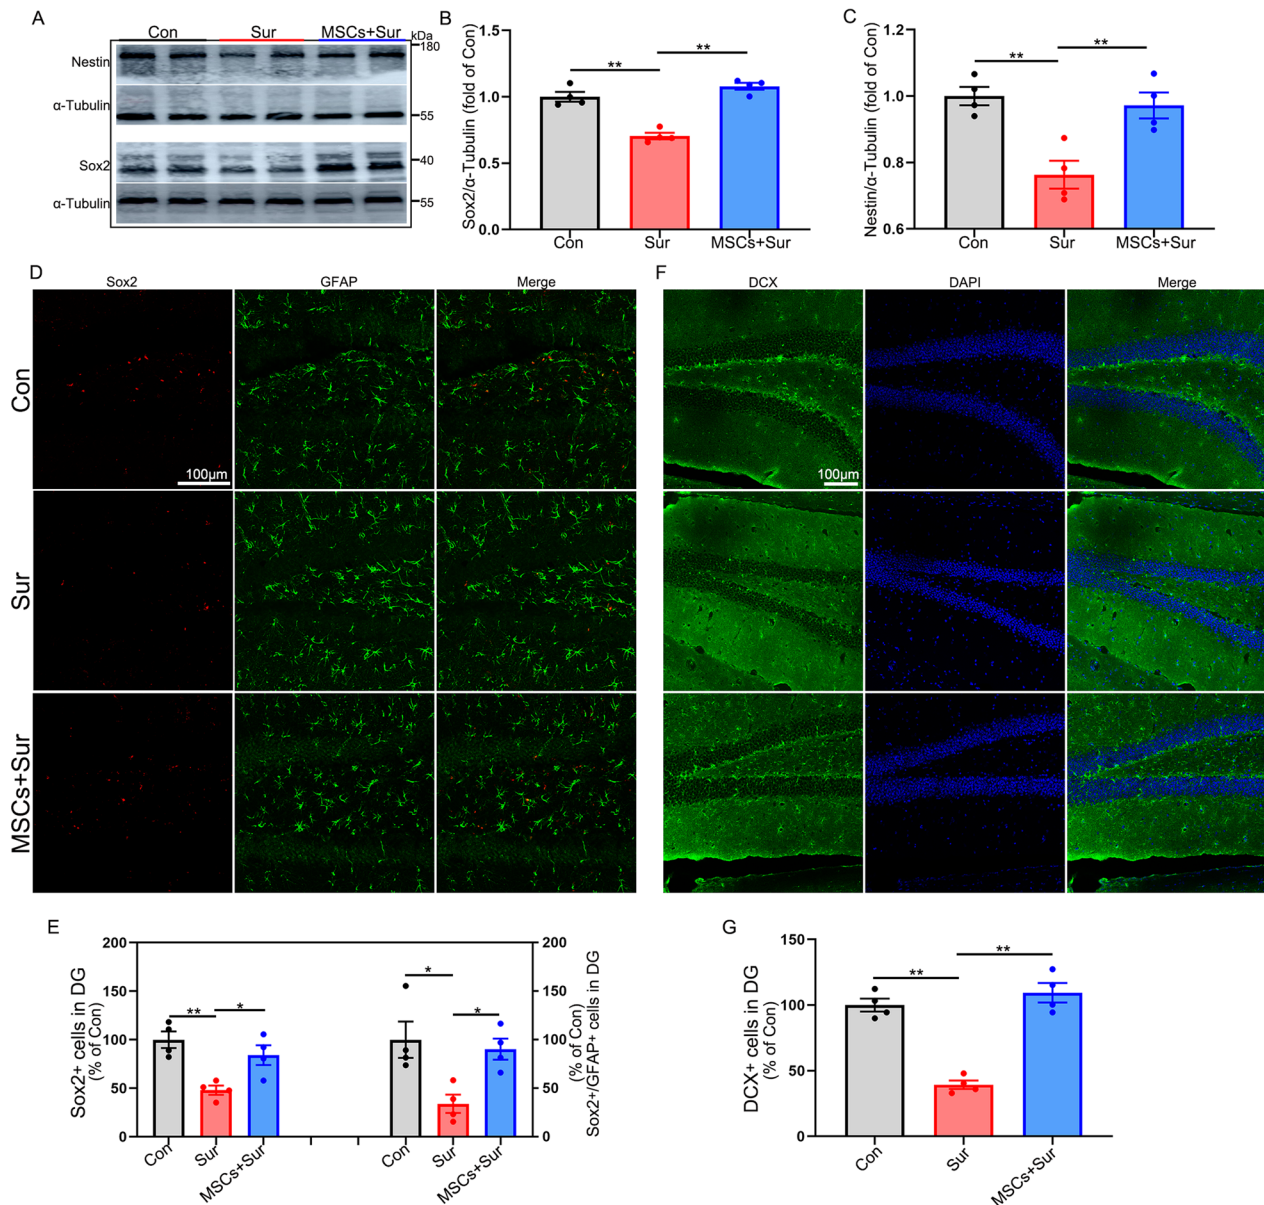 A
Con
Sur
MSCs+Sur
kDa
Nestin
180
α-Tubulin
55
Sox2
40
α-Tubulin
55
B
Sox2/α-Tubulin (fold of Con)
1.5
1.0
0.5
0.0
**
**
Con
Sur
MSCs+Sur
C
Nestin/α-Tubulin (fold of Con)
1.2
1.0
0.8
0.6
**
**
Con
Sur
MSCs+Sur
D
Sox2
GFAP
Merge
Con
100μm
Sur
MSCs+Sur
F
DCX
DAPI
Merge
100μm
E
Sox2+ cells in DG
(% of Con)
200
150
100
50
0
**
*
*
*
Con
Sur
MSCs+Sur
Con
Sur
MSCs+Sur
200
150
100
50
0
(% of Con)
Sox2+/GFAP+ cells in DG
G
DCX+ cells in DG
(% of Con)
150
100
50
0
**
**
Con
Sur
MSCs+Sur